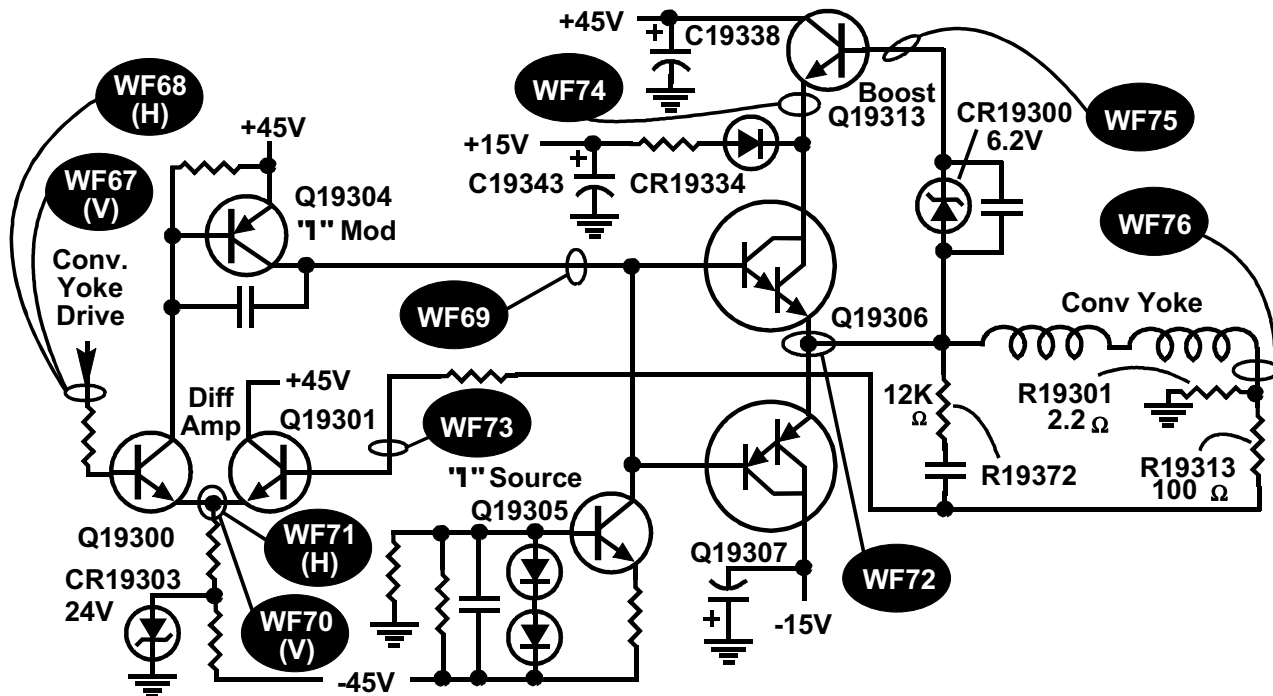 +45V
C19338
+
WF68
(H)
WF74
Boost
Q19313
CR19300
6.2V
WF75
+45V
+15V
+
C19343
CR19334
WF67
(V)
Q19304
"1" Mod
WF76
Conv.
Yoke
Drive
WF69
Q19306
Conv Yoke
+45V
Diff
Amp
Q19301
WF73
12K
Ω
R19301
2.2 Ω
R19372
R19313
100 Ω
"1" Source
Q19305
Q19300
WF71
(H)
Q19307
WF72
CR19303
24V
WF70
(V)
+
-15V
-45V